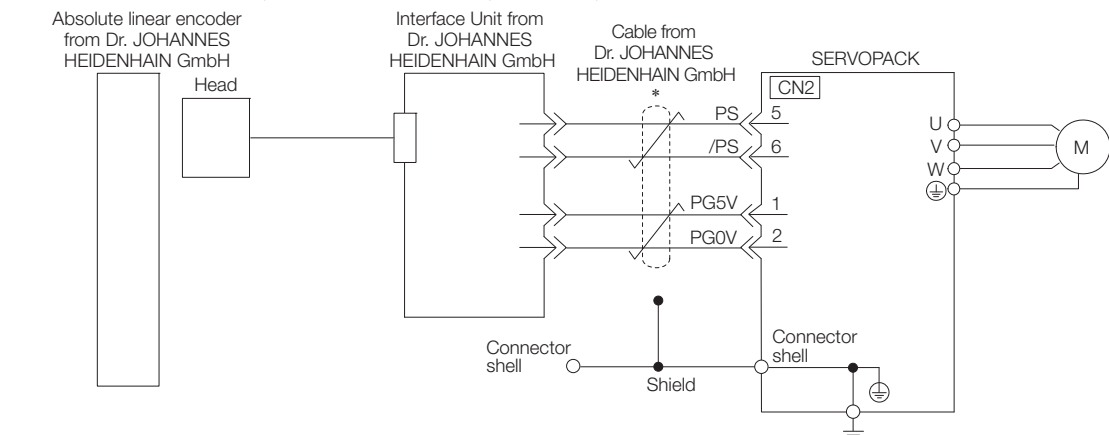 Absolute linear encoder
from Dr. JOHANNES
HEIDENHAIN GmbH
Head
Interface Unit from
Dr. JOHANNES
HEIDENHAIN GmbH
Cable from
Dr. JOHANNES
HEIDENHAIN GmbH
*
SERVOPACK
CN2
PS 5
/PS 6
PG5V 1
PG0V 2
U
V
W
M
Connector
shell
Shield
Connector
shell